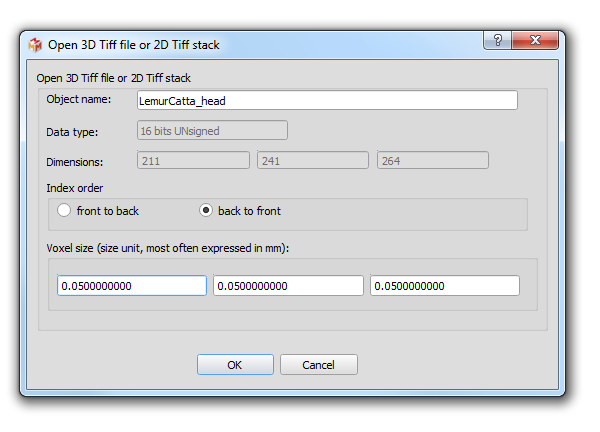 Open 3D Tiff file or 2D Tiff stack
?
Open 3D Tiff file or 2D Tiff stack
Object name: LemurCatta_head
Data type: 16 bits UNsigned
Dimensions: 211 241 264
Index order
front to back back to front
Voxel size (size unit, most often expressed in mm):
0.0500000000 0.0500000000 0.0500000000
OK Cancel